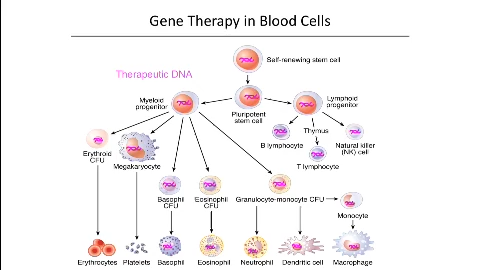 Gene Therapy in Blood Cells
Self-renewing stem cell
Therapeutic DNA
Myeloid
progenitor
Pluripotent
stem cell
Lymphoid
progenitor
Thymus
B lymphocyte
Natural killer
(NK) cell
T lymphocyte
Erythroid
CFU
Megakaryocyte
Basophil
CFU
Eosinophil
CFU
Granulocyte-monocyte CFU
Monocyte
Erythrocytes
Platelets
Basophil
Eosinophil
Neutrophil
Dendritic cell
Macrophage